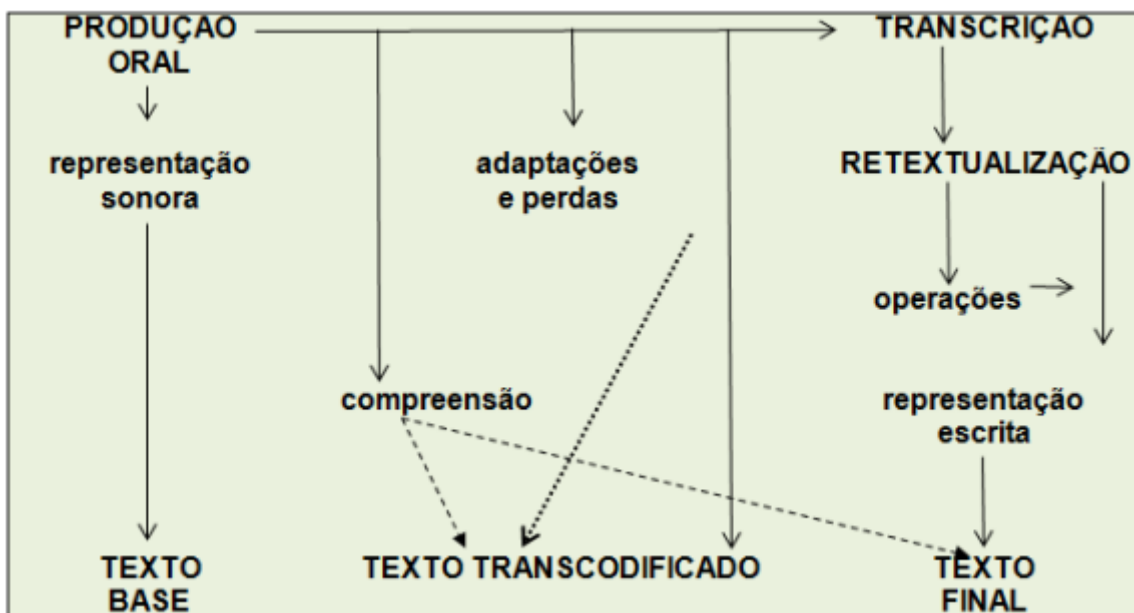 PRODUÇAO
ORAL
TRANSCRIÇAO
representação
sonora
adaptações
e perdas
RETEXTUALIZAÇÃO
operações
compreensão
representação
escrita
TEXTO
BASE
TEXTO TRANSCODIFICADO
TEXTO
FINAL